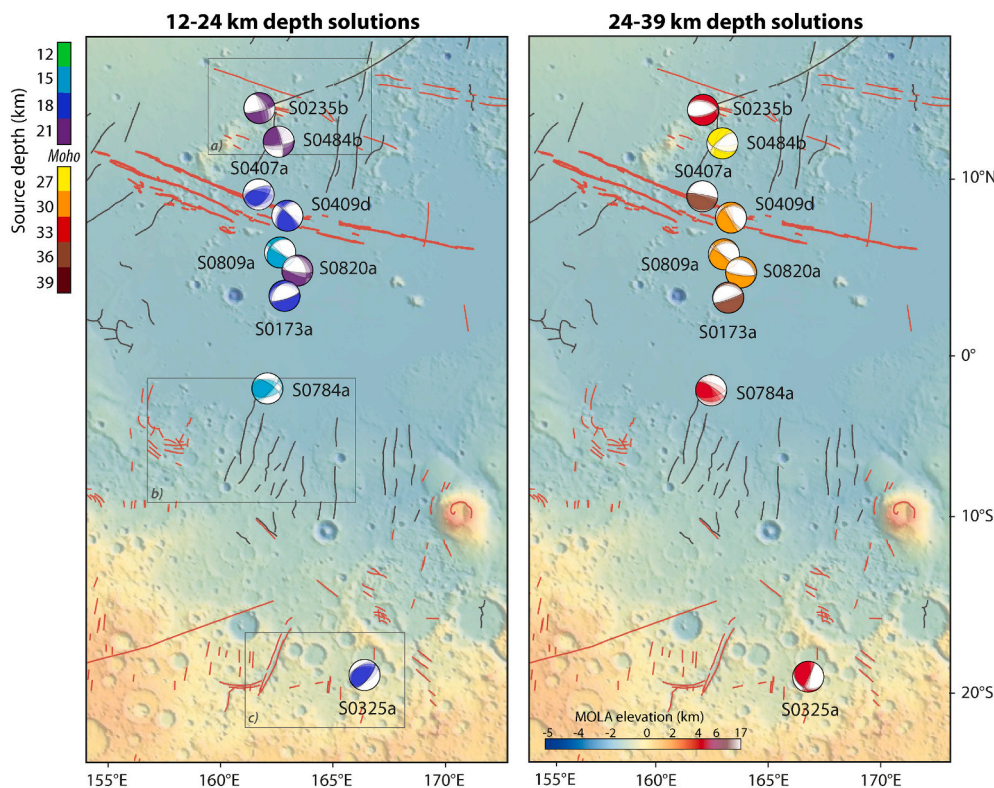 12-24 km depth solutions
24-39 km depth solutions
Source depth (km)
12
15
18
21
Moho
27
30
33
36
39
a)
S0235b
S0484b
S0407a
S0409d
S0809a
S0820a
S0173a
S0784a
b)
c)
S0325a
155°E
160°E
165°E
170°E
S0235b
S0484b
S0407a
S0409d
S0809a
S0820a
S0173a
S0784a
S0325a
MOLA elevation (km)
-5 -4 -2 0 2 4 6 17
10°N
0°
10°S
20°S
155°E
160°E
165°E
170°E